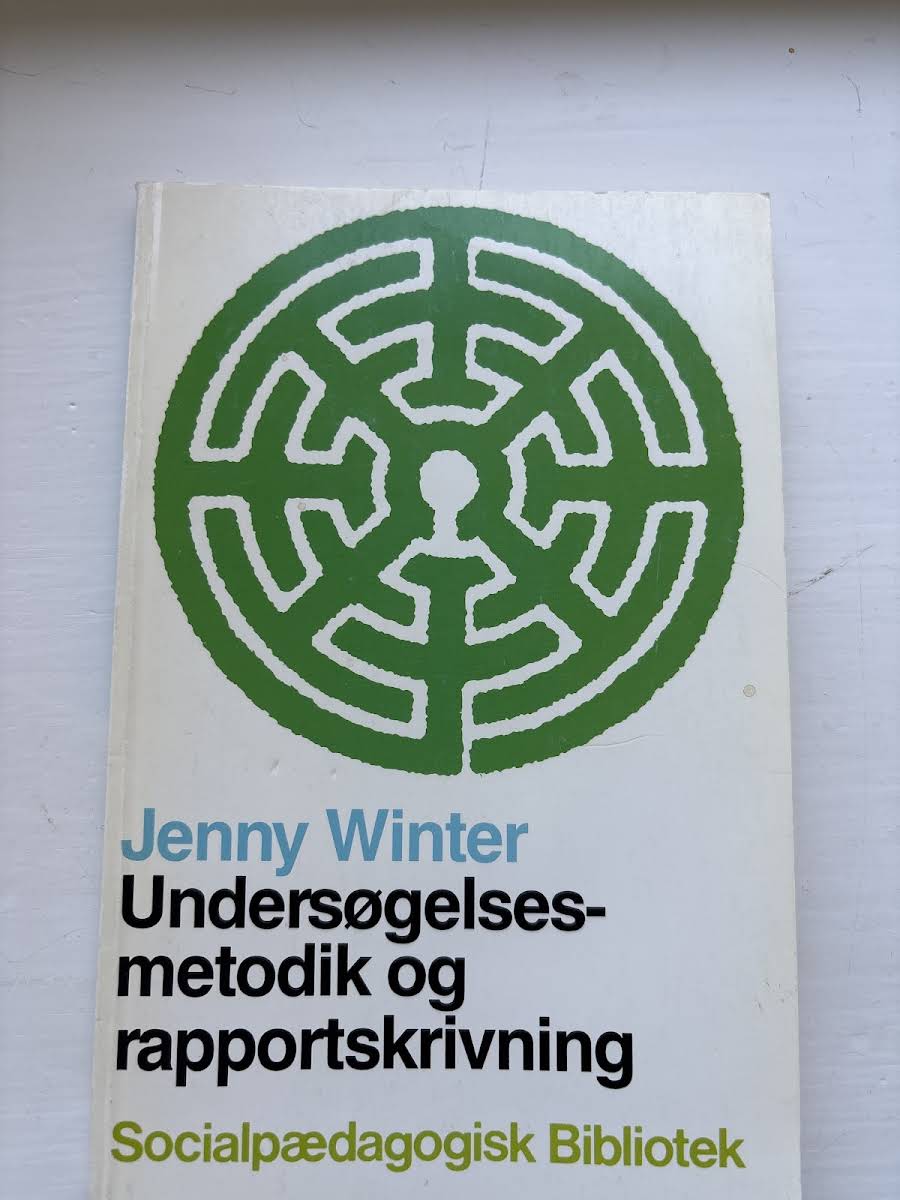 Jenny Winter
Undersøgelses-
metodik og
rapportskrivning
Socialpædagogisk Bibliotek